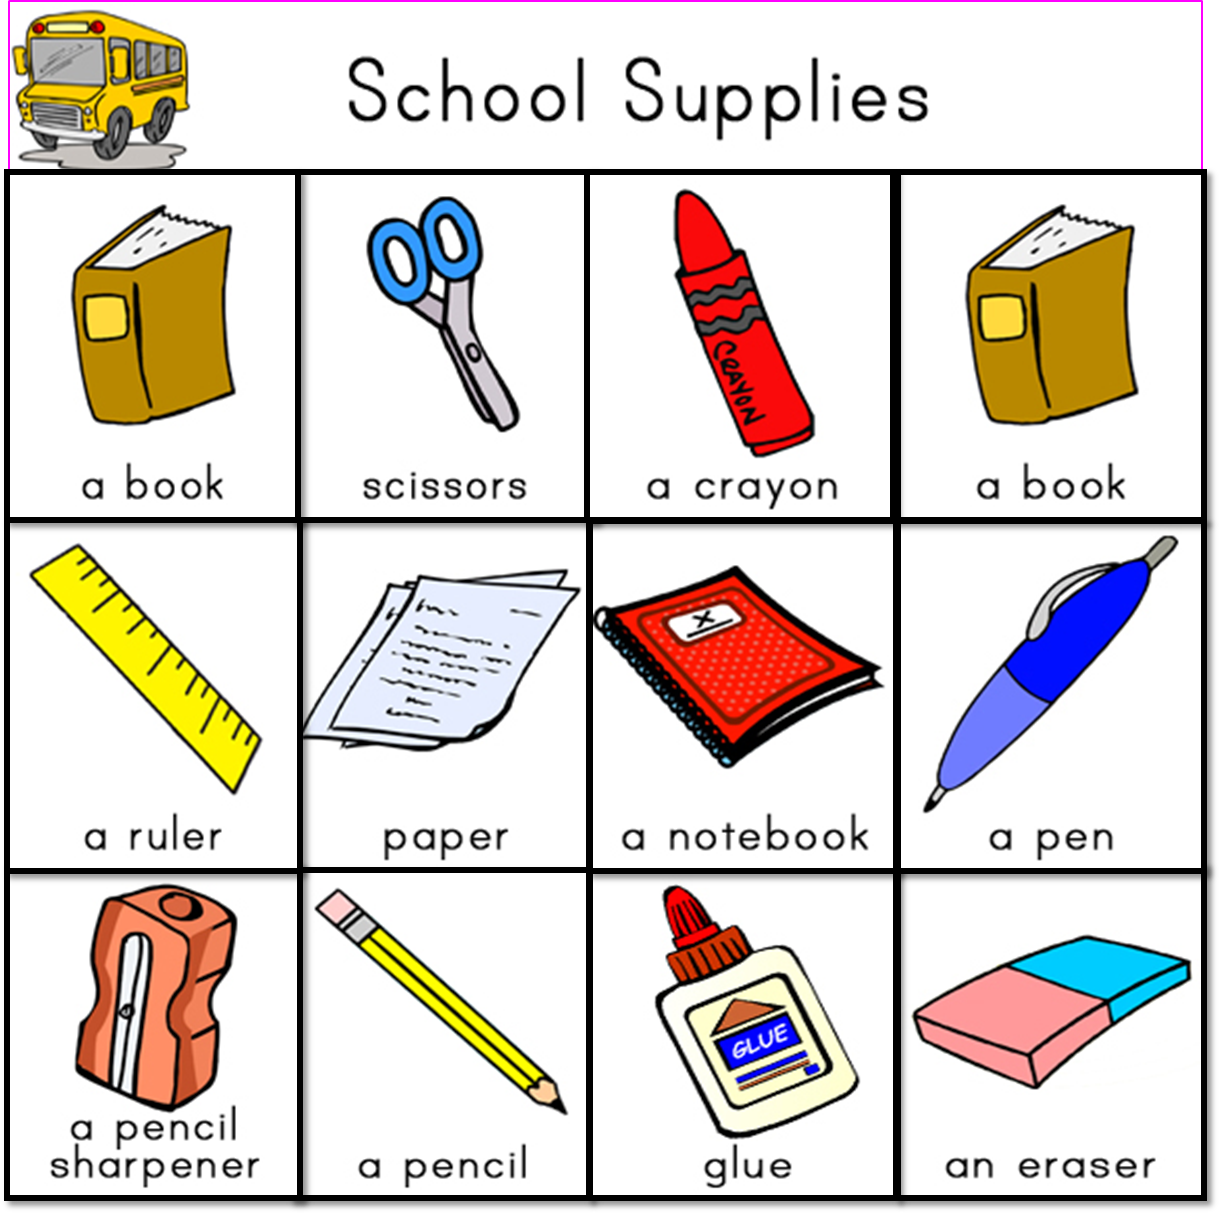 School Supplies
a book
scissors
CRAYON
a crayon
a book
a ruler
paper
X
a notebook
a pen
a pencil
sharpener
a pencil
GLUE
glue
an eraser